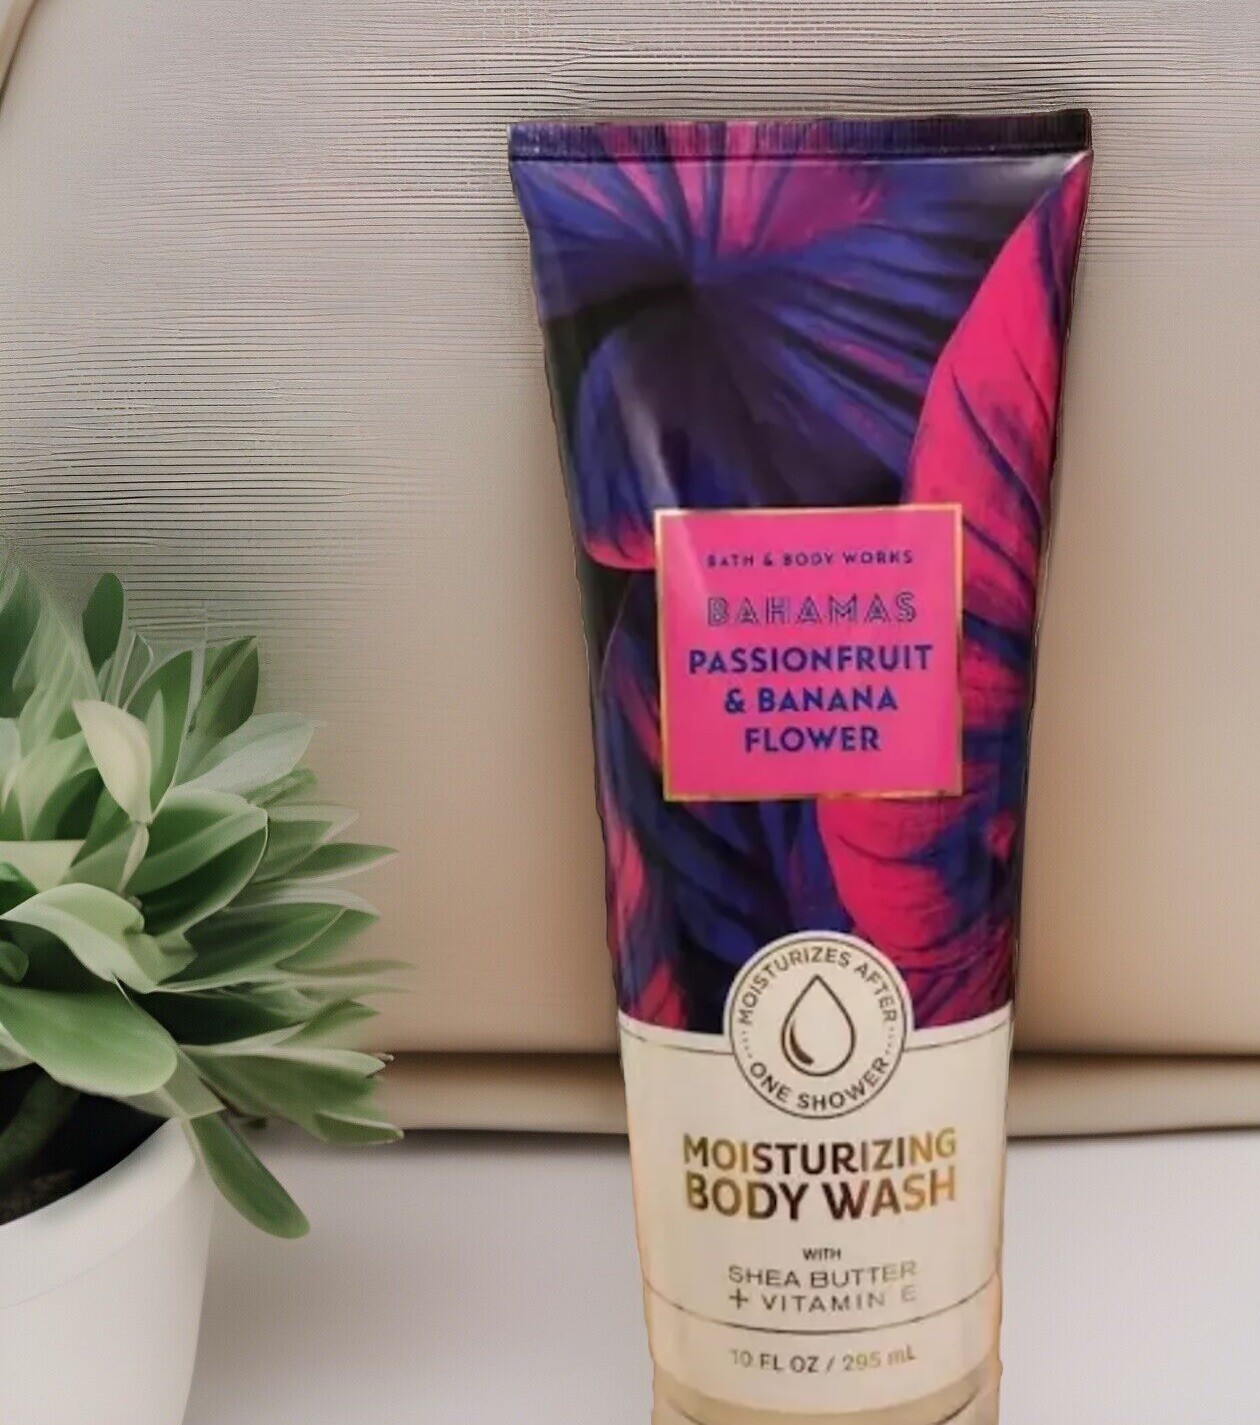 BATH & BODY WORKS
BAHAMAS
PASSIONFRUIT
& BANANA
FLOWER
MOISTURIZES AFTER
ONE SHOWER
MOISTURIZING
BODY WASH
WITH
SHEA BUTTER
+ VITAMIN E
10 FL OZ / 295 mL